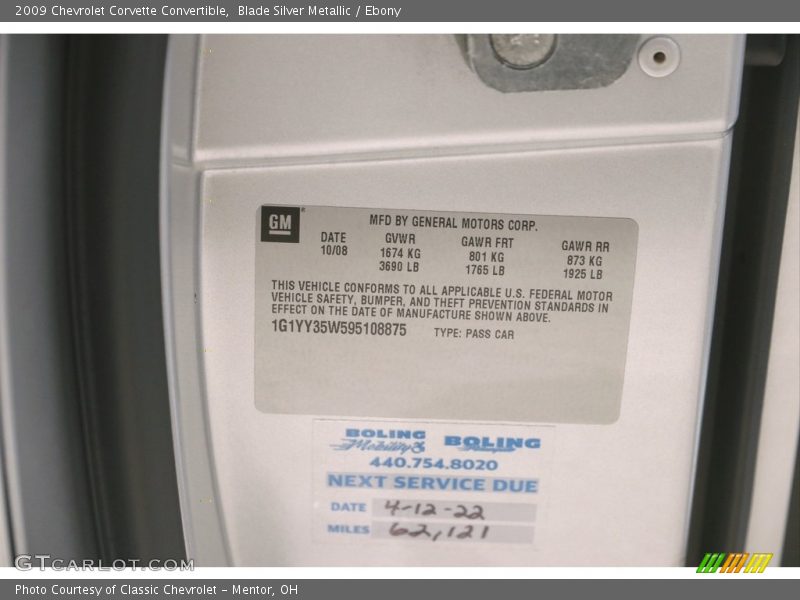 2009 Chevrolet Corvette Convertible,  Blade Silver Metallic / Ebony
GM
MFD BY GENERAL MOTORS CORP.
DATE GVWR GAWR FRT GAWR RR
10/08 1674 KG 801 KG 873 KG
3690 LB 1765 LB 1925 LB
THIS VEHICLE CONFORMS TO ALL APPLICABLE U.S. FEDERAL MOTOR
VEHICLE SAFETY, BUMPER, AND THEFT PREVENTION STANDARDS IN
EFFECT ON THE DATE OF MANUFACTURE SHOWN ABOVE.
1G1YY35W595108875 TYPE: PASS CAR
BOLING BOLING
Mobility
440.754.8020
NEXT SERVICE DUE
DATE 4-12-22
MILES 62,121
GTCARLOT.COM
Photo Courtesy of Classic Chevrolet - Mentor, OH